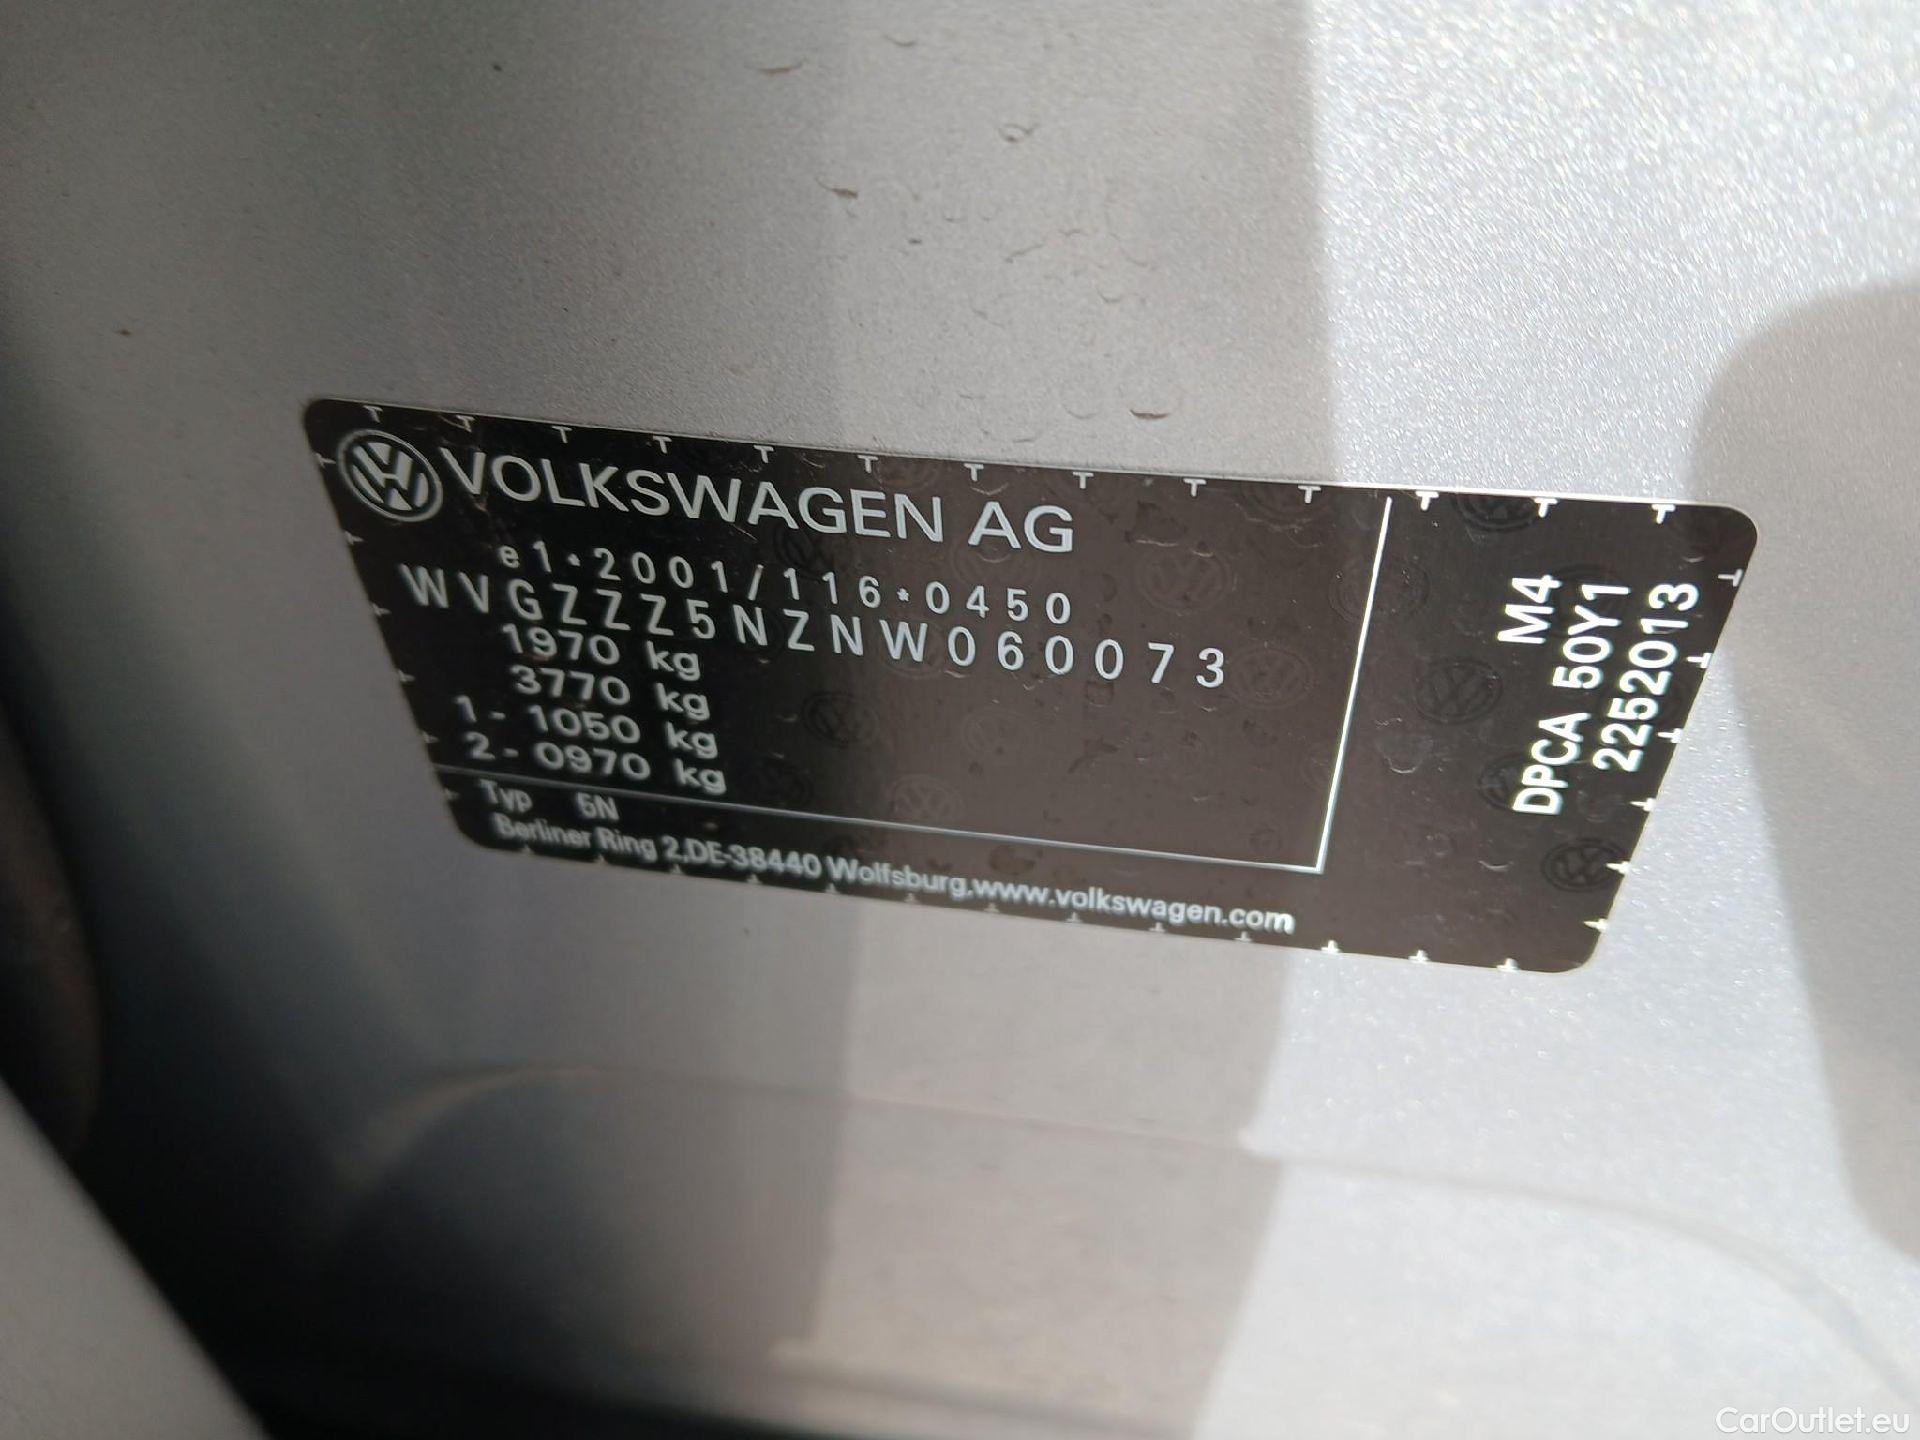 VOLKSWAGEN AG
e1*2001/116*0450
WVGZZZ5NZNW060073
1970 kg
3770 kg
1- 1050 kg
2- 0970 kg
Typ 5N
Berliner Ring 2,DE-38440 Wolfsburg,www.volkswagen.com
M4
DPCA 50Y1
2252013
CarOutlet.eu